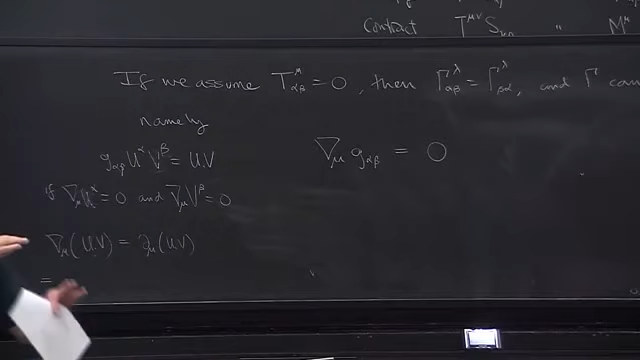 Contract T^{μν} S_{νρ} " M^μ
If we assume T^μ_{αβ} = 0, then Γ^λ_{αβ} = Γ^λ_{βα}, and Γ can
namely
g_{αβ} U^α V^β = U.V
∇_μ g_{αβ} = 0
if ∇_μ U^α = 0 and ∇_μ V^β = 0
∇_μ (U.V) = ∂_μ (U.V)
=